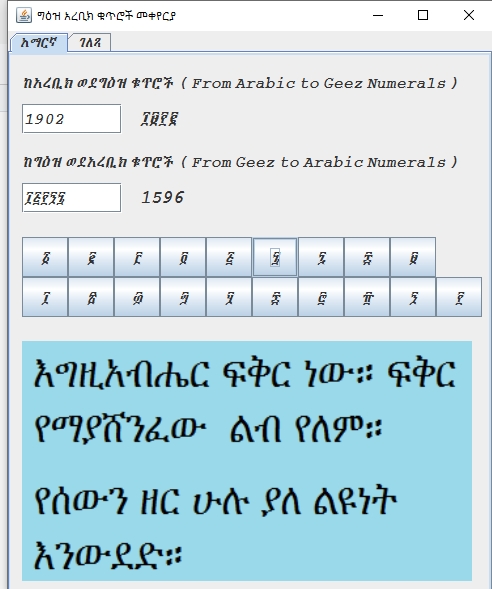 ግዕዝ አረቢክ ቁጥሮች መቀየርያ
አማርኛ ገለጻ
ከአረቢክ ወደግዕዝ ቁጥሮች ( From Arabic to Geez Numerals )
1902 ፲፱፻፪
ከግዕዝ ወደአረቢክ ቁጥሮች ( From Geez to Arabic Numerals )
፲፭፻፺፮ 1596
፩ ፪ ፫ ፬ ፭ ፮ ፯ ፰ ፱
፲ ፳ ፴ ፵ ፶ ፷ ፸ ፹ ፺ ፻
እግዚአብሔር ፍቅር ነው። ፍቅር
የማያሸንፈው ልብ የለም።
የሰውን ዘር ሁሉ ያለ ልዩነት
እንውደድ።